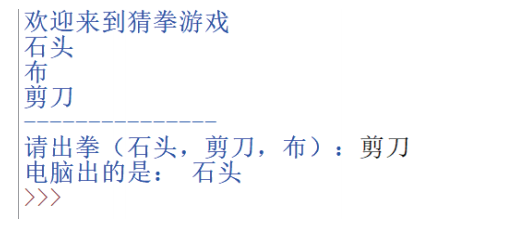 欢迎来到猜拳游戏
石头
布
剪刀
---------------
请出拳（石头，剪刀，布）：剪刀
电脑出的是： 石头
>>>